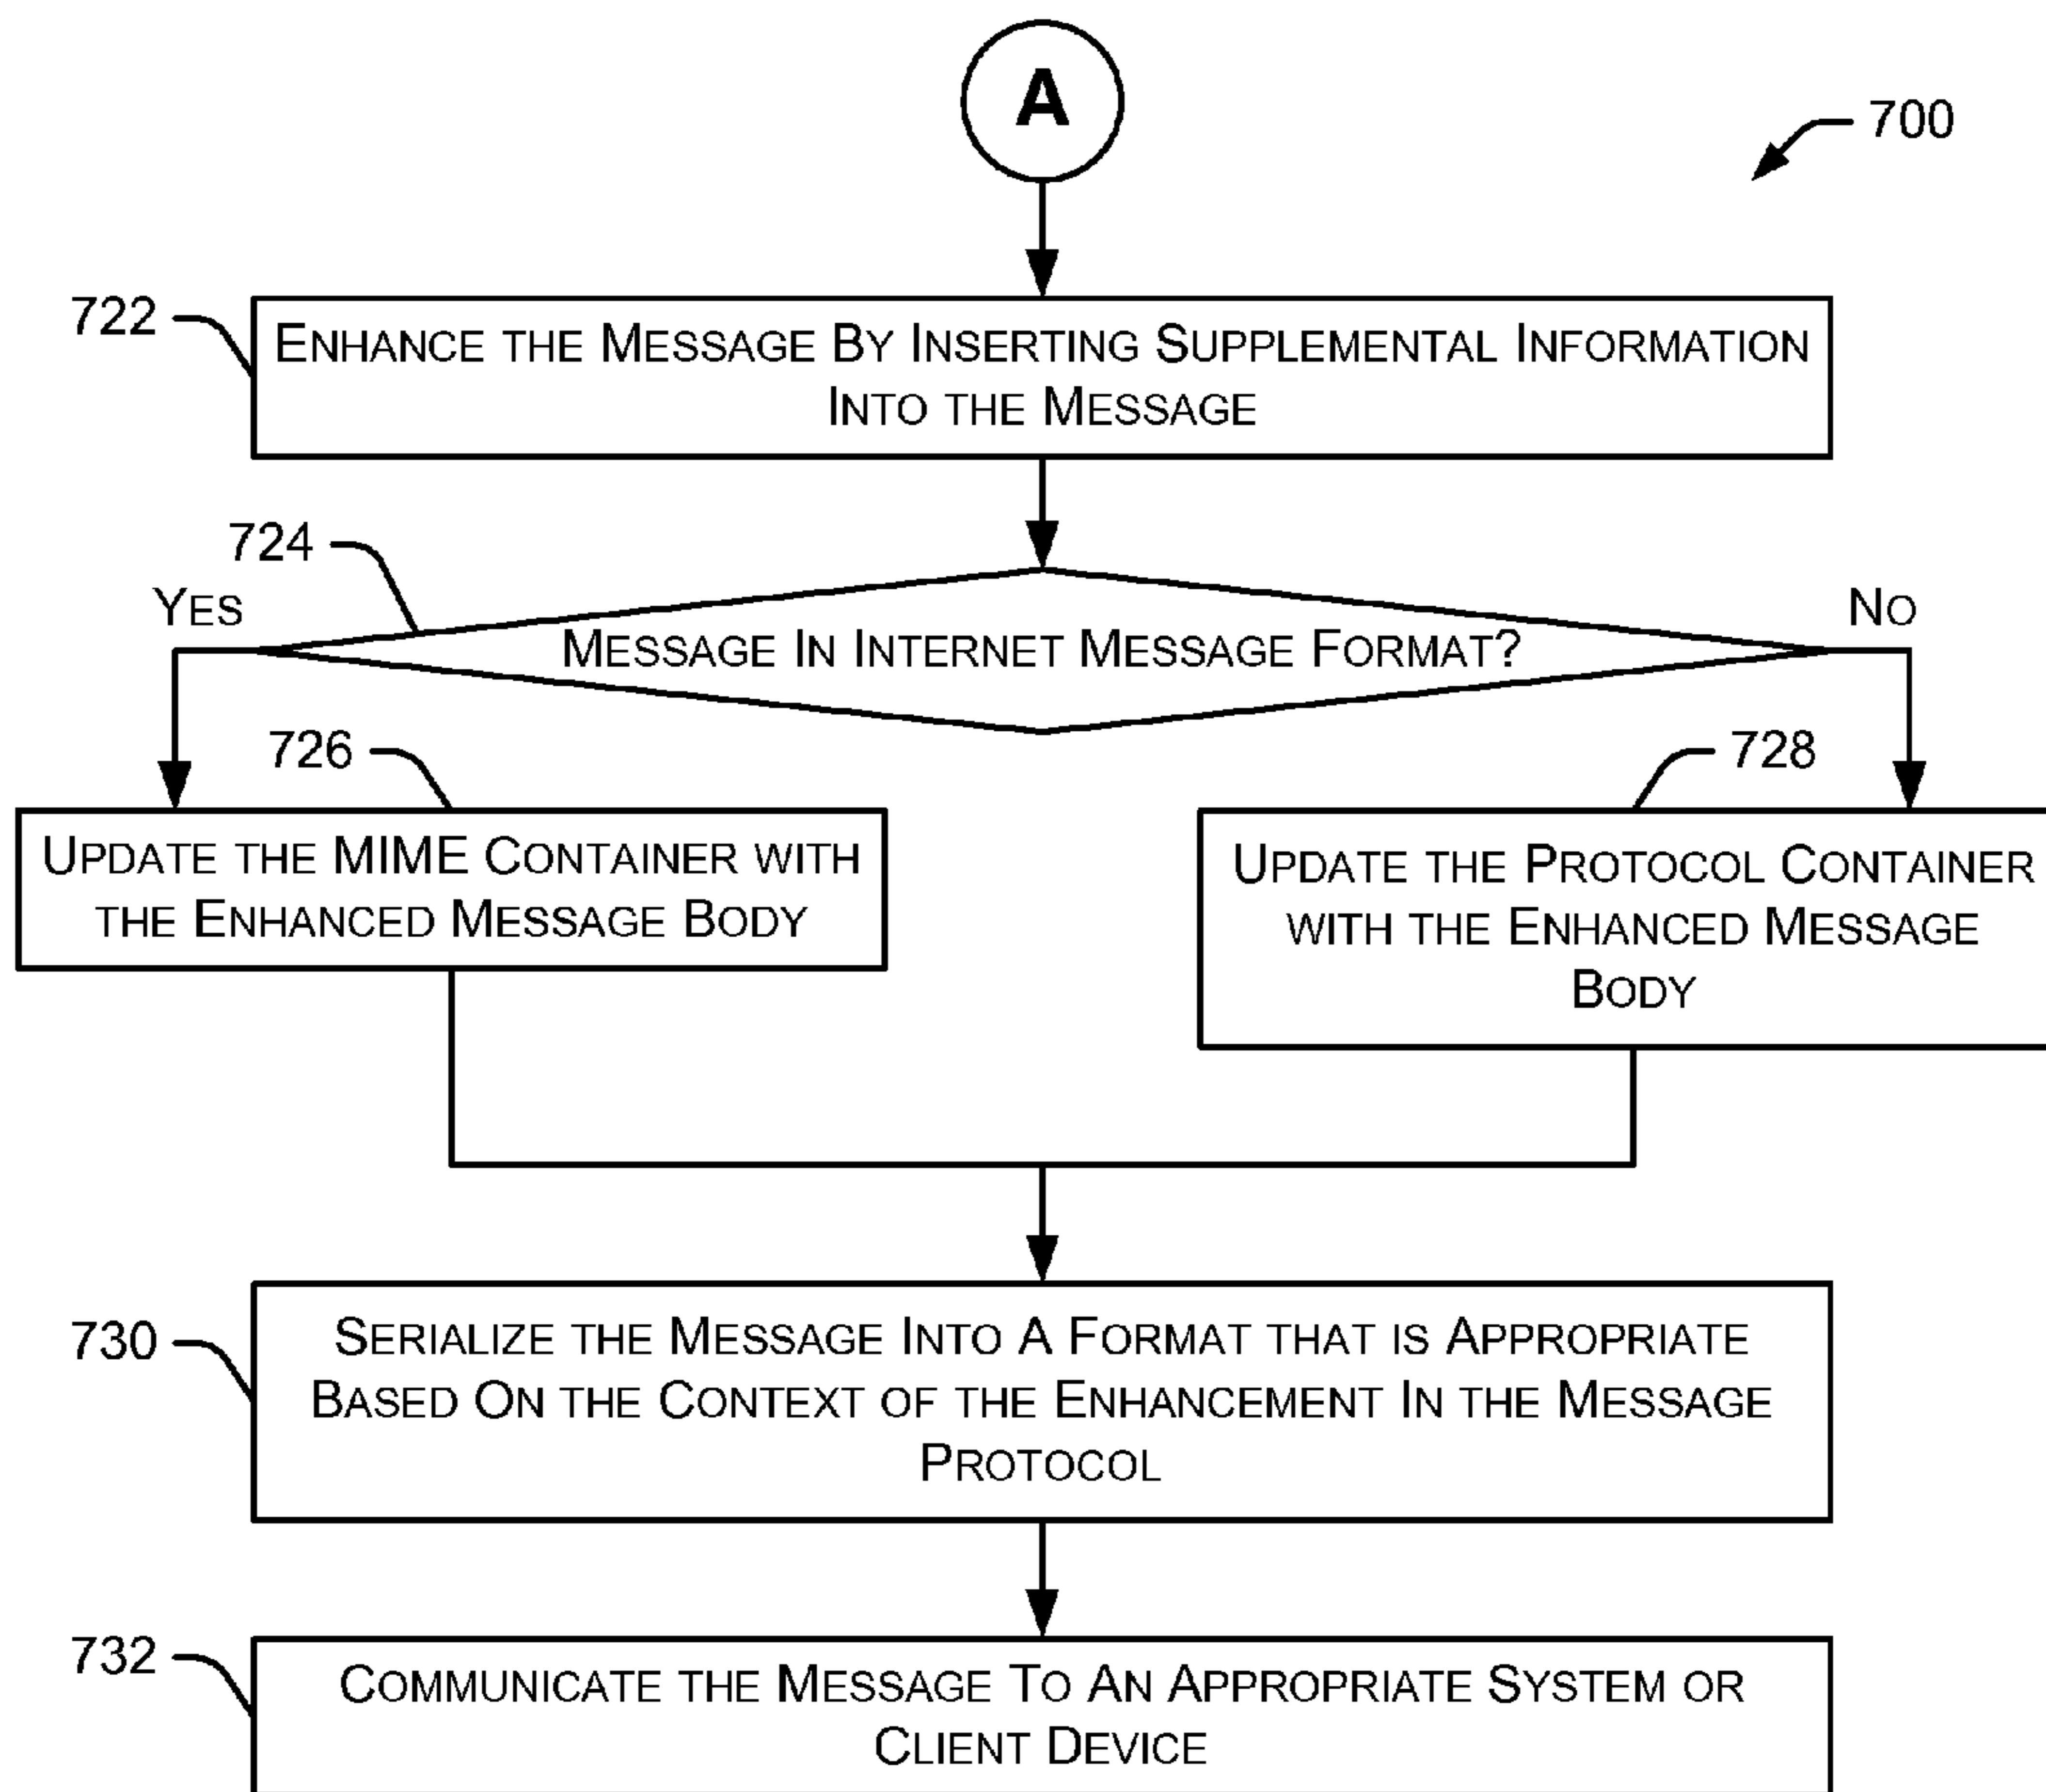 A
700
722
ENHANCE THE MESSAGE BY INSERTING SUPPLEMENTAL INFORMATION
INTO THE MESSAGE
724
YES
NO
MESSAGE IN INTERNET MESSAGE FORMAT?
726
728
UPDATE THE MIME CONTAINER WITH
THE ENHANCED MESSAGE BODY
UPDATE THE PROTOCOL CONTAINER
WITH THE ENHANCED MESSAGE
BODY
730
SERIALIZE THE MESSAGE INTO A FORMAT THAT IS APPROPRIATE
BASED ON THE CONTEXT OF THE ENHANCEMENT IN THE MESSAGE
PROTOCOL
732
COMMUNICATE THE MESSAGE TO AN APPROPRIATE SYSTEM OR
CLIENT DEVICE